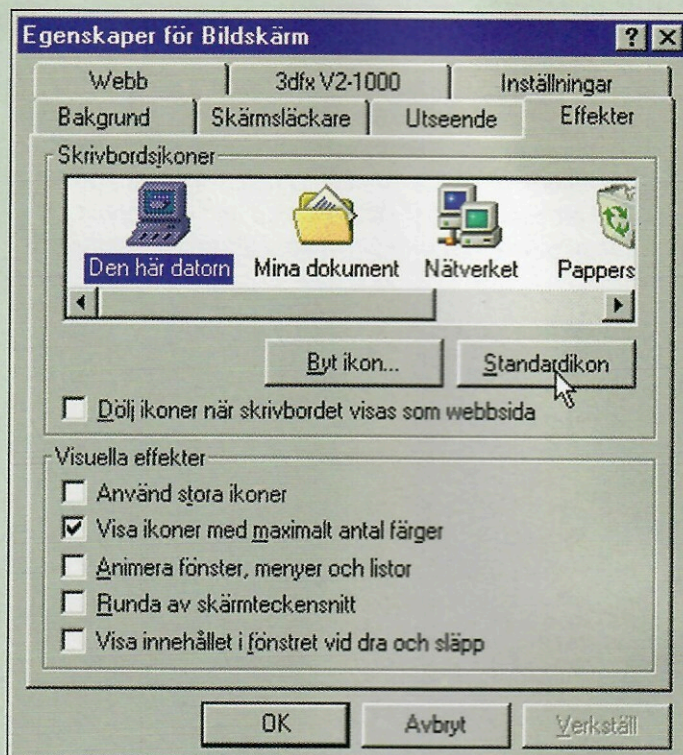 Egenskaper för Bildskärm
Webb 3dfx V2-1000 Inställningar
Bakgrund Skärmsläckare Utseende Effekter
Skrivbordsikoner
Den här datorn Mina dokument Nätverket Pappers
Byt ikon... Standardikon
Dölj ikoner när skrivbordet visas som webbsida
Visuella effekter
Använd stora ikoner
Visa ikoner med maximalt antal färger
Animera fönster, menyer och listor
Runda av skärmteckensnitt
Visa innehållet i fönstret vid dra och släpp
OK Avbryt Verkställ